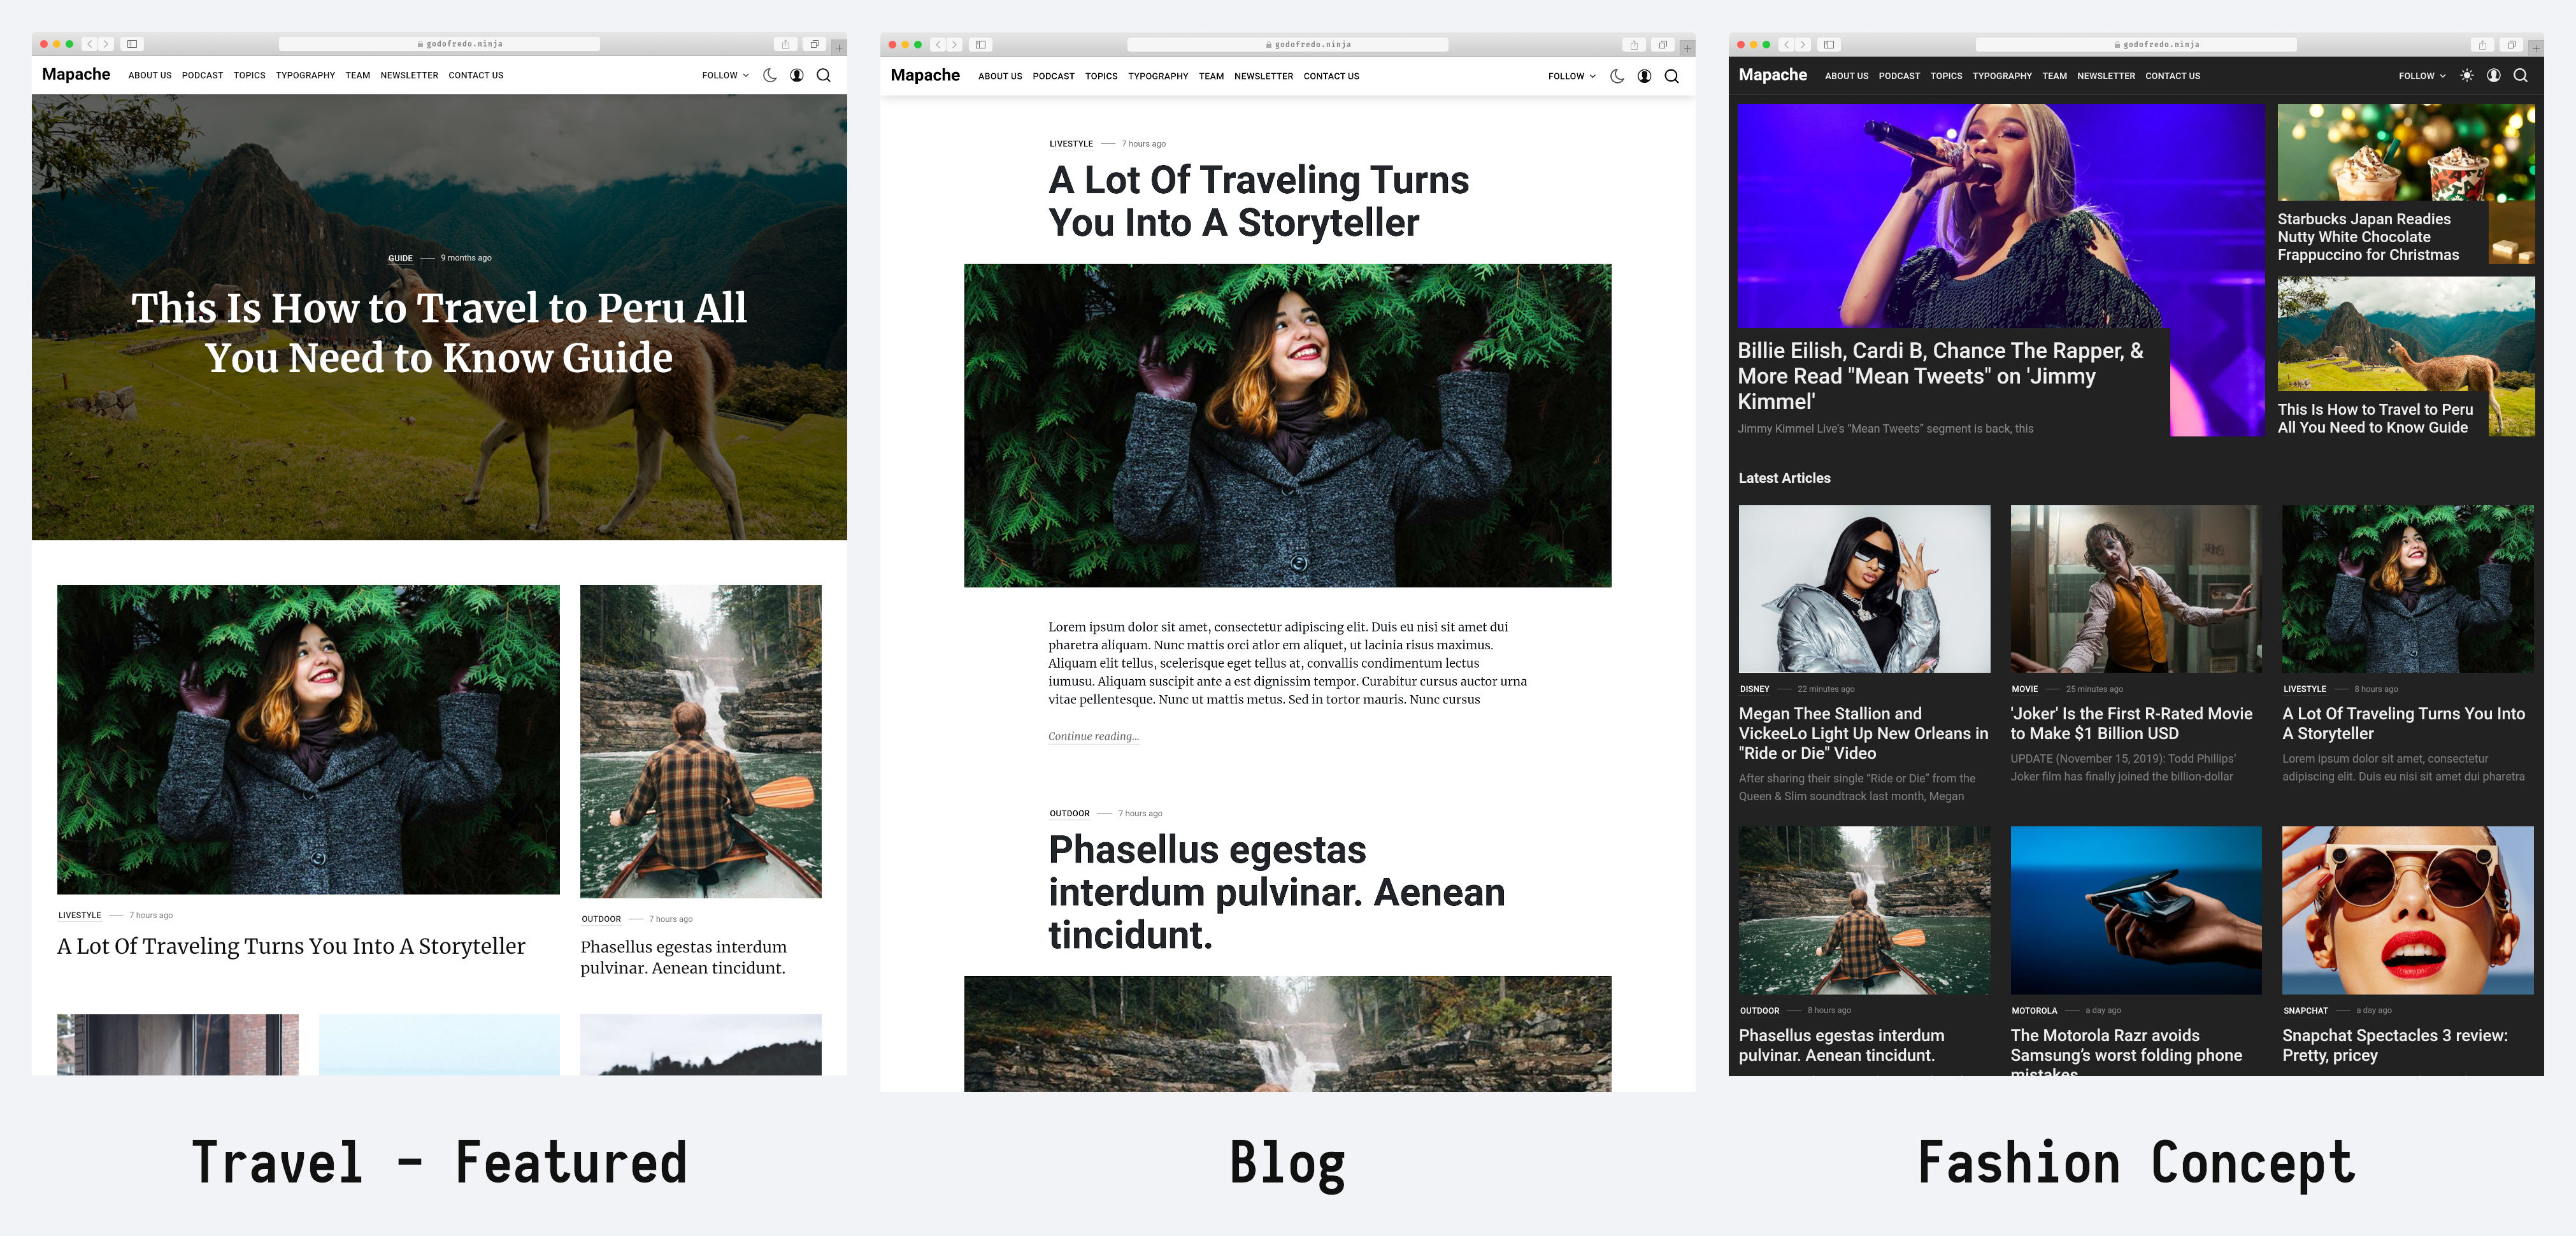 godofredo.ninja
Mapache ABOUT US PODCAST TOPICS TYPOGRAPHY TEAM NEWSLETTER CONTACT US FOLLOW
GUIDE 9 months ago
This Is How to Travel to Peru All
You Need to Know Guide
LIVESTYLE 7 hours ago
A Lot Of Traveling Turns You Into A Storyteller
OUTDOOR 7 hours ago
Phasellus egestas interdum
pulvinar. Aenean tincidunt.
Travel - Featured
godofredo.ninja
Mapache ABOUT US PODCAST TOPICS TYPOGRAPHY TEAM NEWSLETTER CONTACT US FOLLOW
LIVESTYLE 7 hours ago
A Lot Of Traveling Turns
You Into A Storyteller
Lorem ipsum dolor sit amet, consectetur adipiscing elit. Duis eu nisi sit amet dui
pharetra aliquam. Nunc mattis orci atlor em aliquet, ut lacinia risus maximus.
Aliquam elit tellus, scelerisque eget tellus at, convallis condimentum lectus
iumusu. Aliquam suscipit ante a est dignissim tempor. Curabitur cursus auctor urna
vitae pellentesque. Nunc ut mattis metus. Sed in tortor mauris. Nunc cursus
Continue reading...
OUTDOOR 7 hours ago
Phasellus egestas
interdum pulvinar. Aenean
tincidunt.
Blog
godofredo.ninja
Mapache ABOUT US PODCAST TOPICS TYPOGRAPHY TEAM NEWSLETTER CONTACT US FOLLOW
Billie Eilish, Cardi B, Chance The Rapper, &
More Read "Mean Tweets" on 'Jimmy
Kimmel'
Jimmy Kimmel Live's “Mean Tweets” segment is back, this
Starbucks Japan Readies
Nutty White Chocolate
Frappuccino for Christmas
This Is How to Travel to Peru
All You Need to Know Guide
Latest Articles
DISNEY 22 minutes ago
Megan Thee Stallion and
VickeeLo Light Up New Orleans in
"Ride or Die" Video
After sharing their single “Ride or Die” from the
Queen & Slim soundtrack last month, Megan
MOVIE 25 minutes ago
'Joker' Is the First R-Rated Movie
to Make $1 Billion USD
UPDATE (November 15, 2019): Todd Phillips’
Joker film has finally joined the billion-dollar
LIVESTYLE 8 hours ago
A Lot Of Traveling Turns You Into
A Storyteller
Lorem ipsum dolor sit amet, consectetur
adipiscing elit. Duis eu nisi sit amet dui pharetra
OUTDOOR 8 hours ago
Phasellus egestas interdum
pulvinar. Aenean tincidunt.
MOTOROLA a day ago
The Motorola Razr avoids
Samsung’s worst folding phone
mistakes
SNAPCHAT a day ago
Snapchat Spectacles 3 review:
Pretty, pricey
Fashion Concept